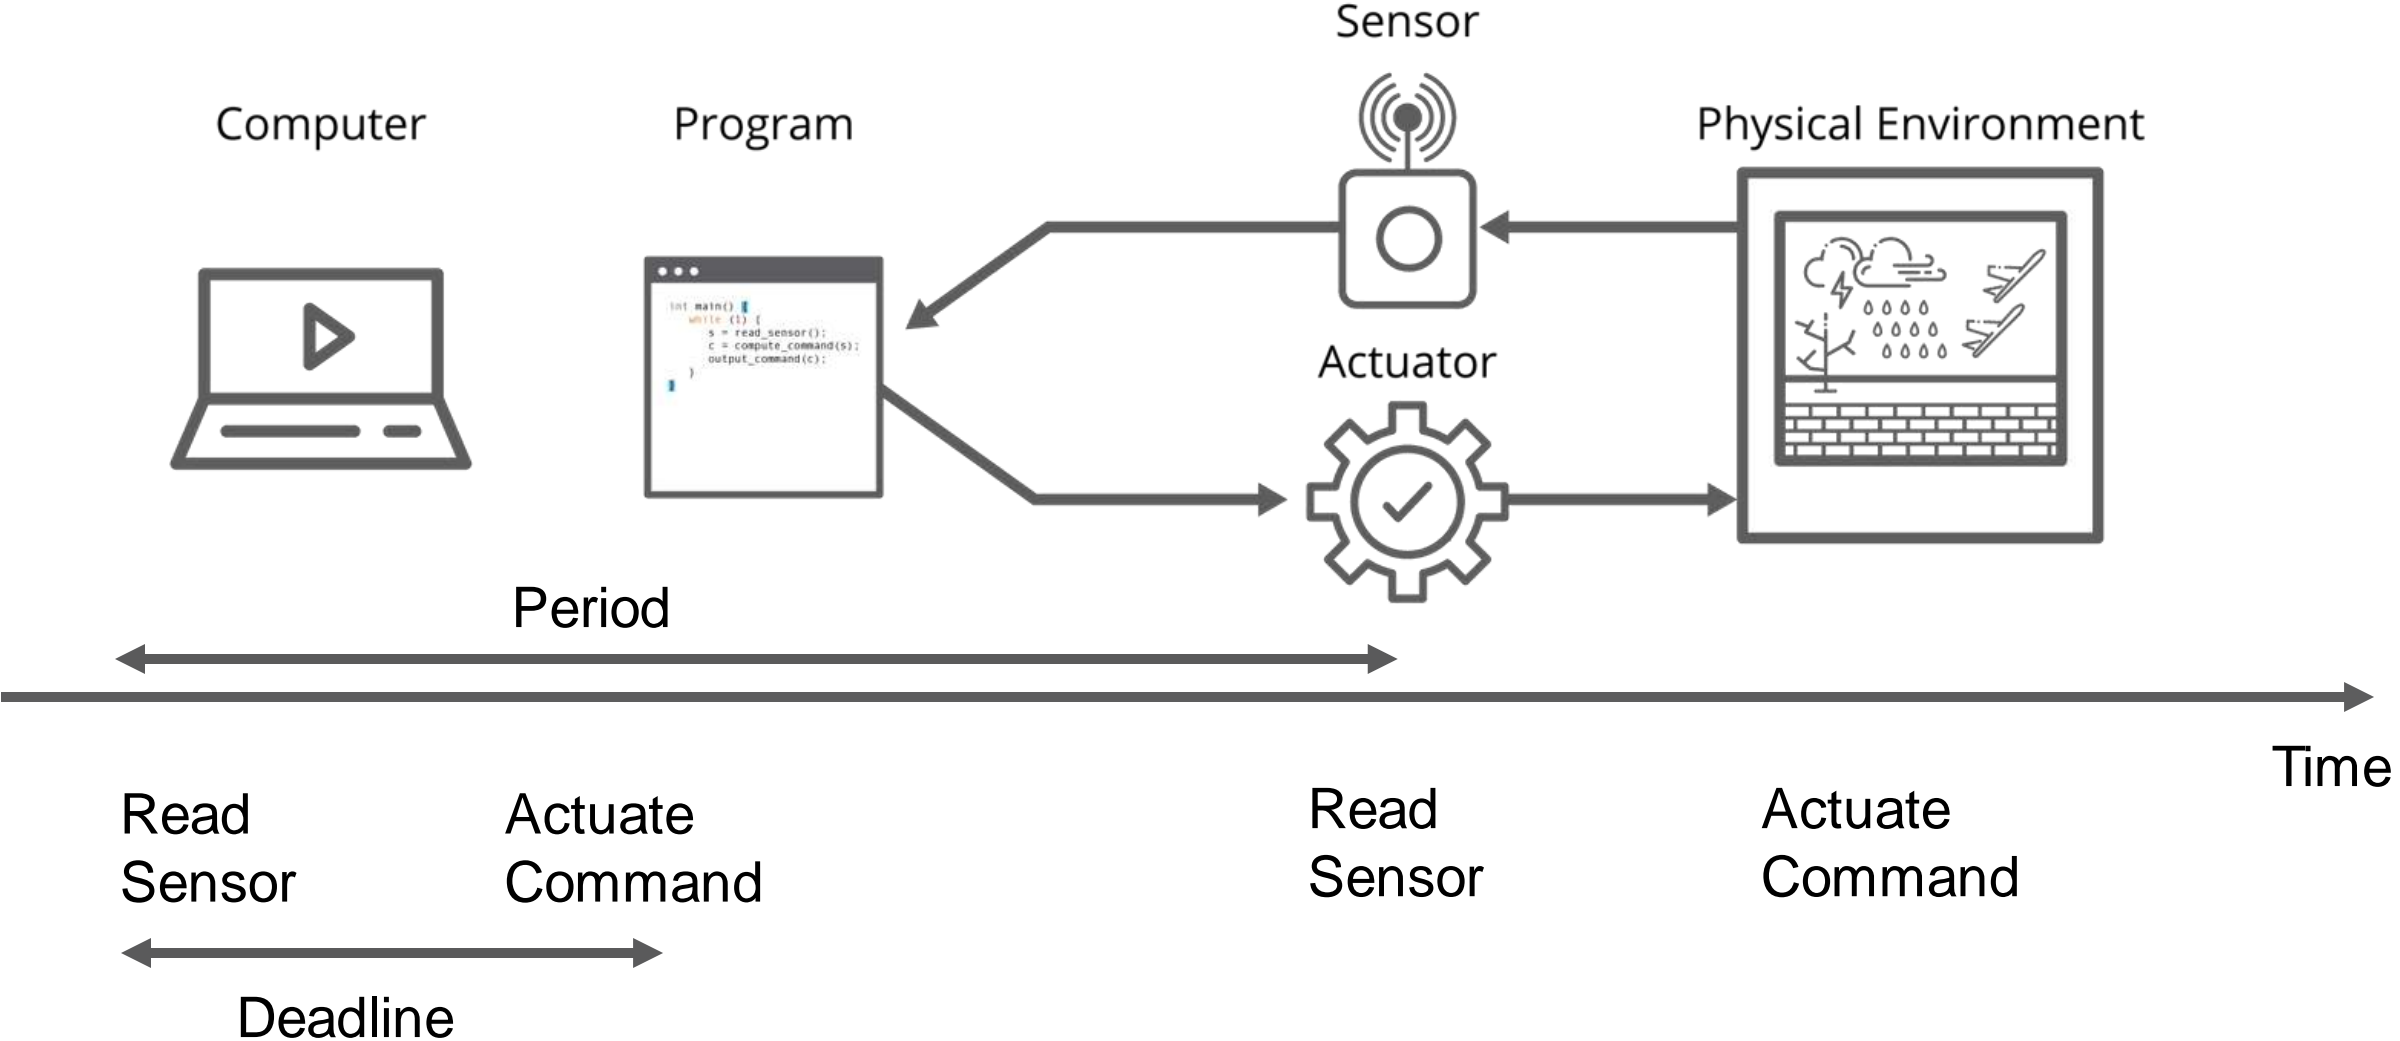 Sensor
Computer
Program
Physical Environment
int main() {
while (1) {
s = read_sensor();
c = compute_command(s);
output_command(c);
}
}
Actuator
Period
Time
Read
Sensor
Actuate
Command
Read
Sensor
Actuate
Command
Deadline